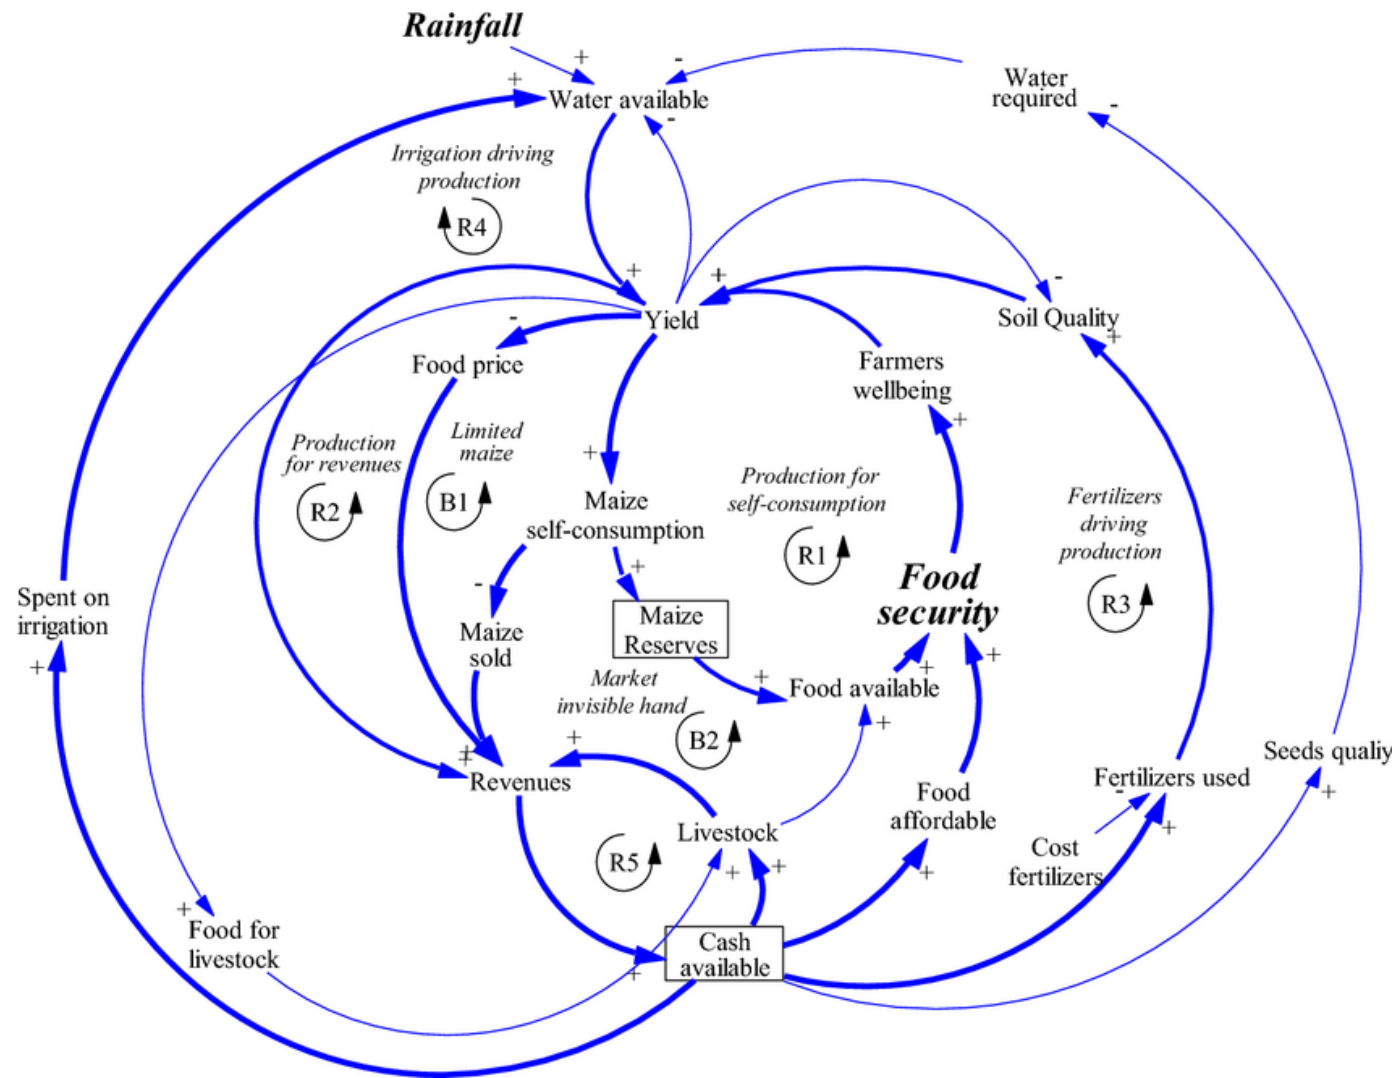 Rainfall
+
+
-
Water available
-
Water
required
-
Irrigation driving
production
R4
+
+
-
-
Yield
Soil Quality
+
Food price
Farmers
wellbeing
+
Production
for revenues
R2
Limited
maize
B1
+
Maize
self-consumption
Production for
self-consumption
R1
Fertilizers
driving
production
R3
Food
security
-
+
Spent on
irrigation
+
Maize
sold
Maize
Reserves
+
Food available
+
+
Market
invisible hand
B2
+
+
+
Revenues
Seeds qualiy
+
Fertilizers used
-
+
Livestock
+
+
R5
Food
affordable
+
Cost
fertilizers
+
Food for
livestock
Cash
available
+